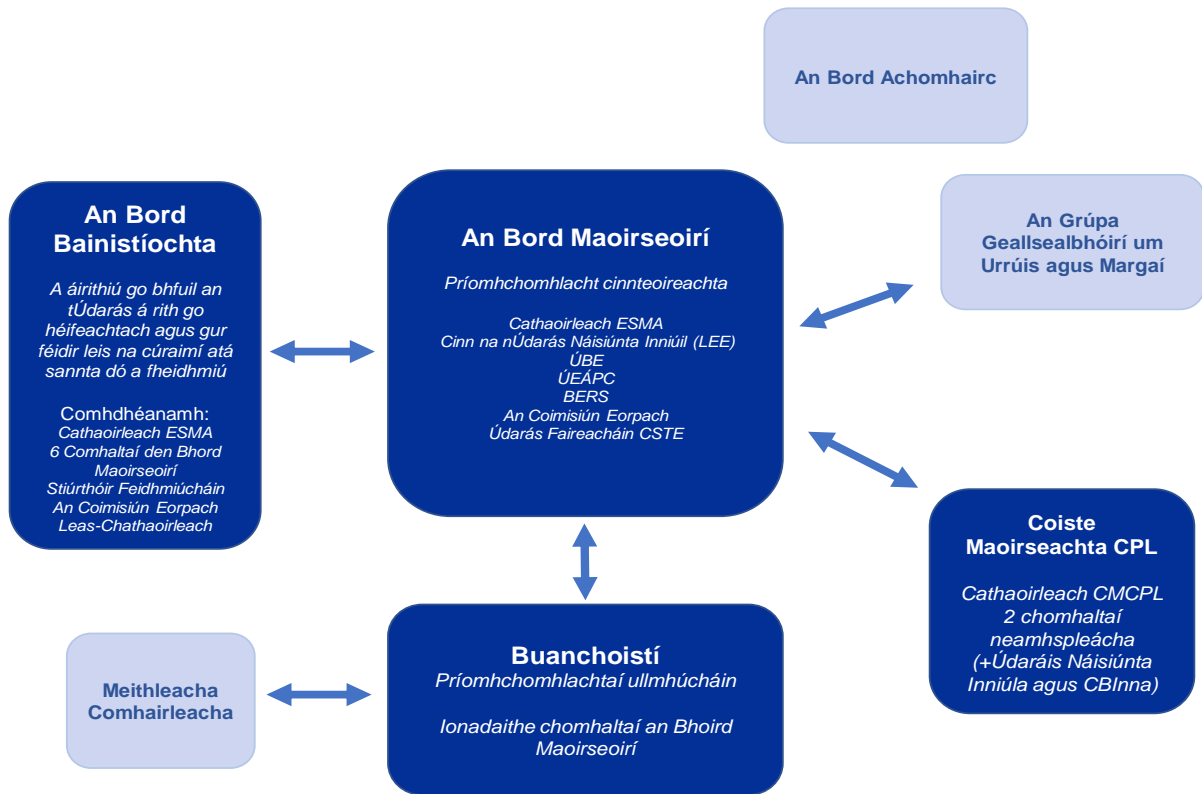 An Bord Achomhairc
An Bord
Bainistíochta
A áirithiú go bhfuil an
tÚdarás á rith go
héifeachtach agus gur
féidir leis na cúraimí atá
sannta dó a fheidhmiú
Comhdhéanamh:
Cathaoirleach ESMA
6 Comhaltaí den Bhord
Maoirseoirí
Stiúrthóir Feidhmiúcháin
An Coimisiún Eorpach
Leas-Chathaoirleach
An Bord Maoirseoirí
Príomhchomhlacht cinnteoireachta
Cathaoirleach ESMA
Cinn na nÚdarás Náisiúnta Inniúil (LEE)
ÚBE
ÚEÁPC
BERS
An Coimisiún Eorpach
Údarás Faireacháin CSTE
An Grúpa
Geallsealbhóirí um
Urrúis agus Margaí
Coiste
Maoirseachta CPL
Cathaoirleach CMCPL
2 chomhaltaí
neamhspleácha
(+Údaráis Náisiúnta
Inniúla agus CBInna)
Buanchoistí
Príomhchomhlachtaí ullmhúcháin
Ionadaithe chomhaltaí an Bhoird
Maoirseoirí
Meithleacha
Comhairleacha